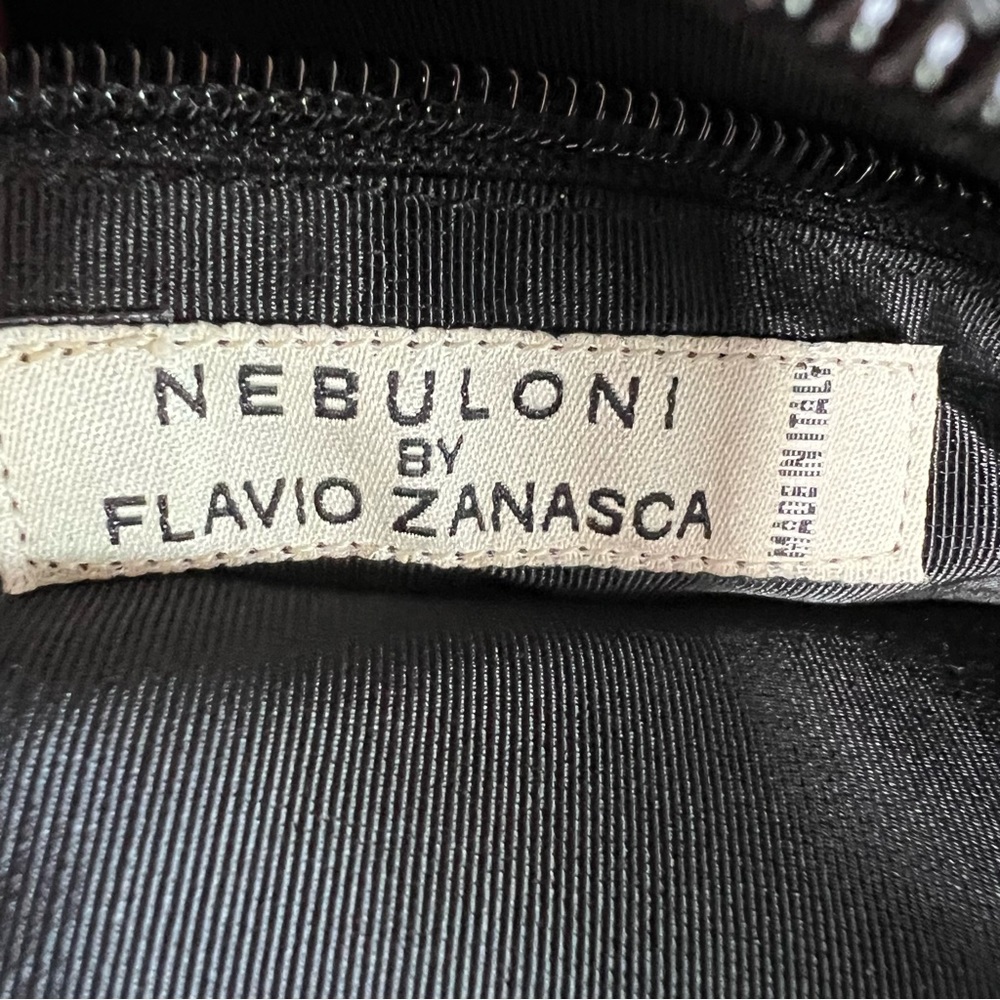 NEBULONI
BY
FLAVIO ZANASCA
MADE IN ITALY